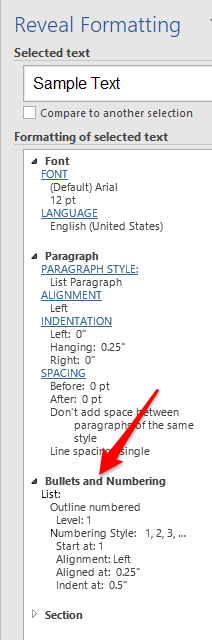 Reveal Formatting
Selected text
Sample Text
Compare to another selection
Formatting of selected text
Font
FONT
(Default) Arial
12 pt
LANGUAGE
English (United States)
Paragraph
PARAGRAPH STYLE:
List Paragraph
ALIGNMENT
Left
INDENTATION
Left:  0"
Hanging:  0.25"
Right:  0"
SPACING
Before:  0 pt
After:  0 pt
Don't add space between
paragraphs of the same
style
Line spacing: single
Bullets and Numbering
List:
Outline numbered
Level: 1
Numbering Style:  1, 2, 3, ...
Start at: 1
Alignment: Left
Aligned at:  0.25"
Indent at:  0.5"
Section